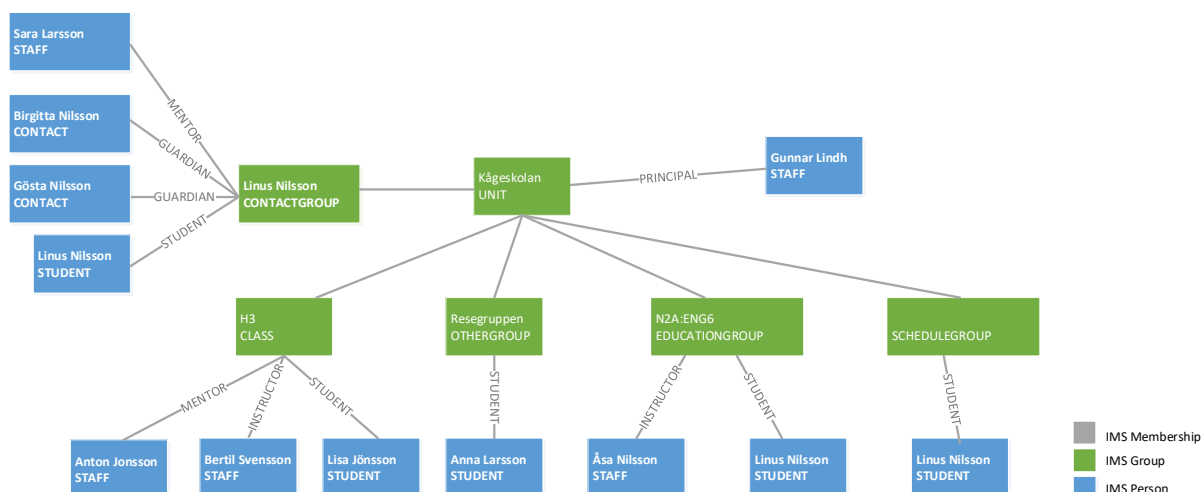 Sara Larsson
STAFF
Birgitta Nilsson
CONTACT
Gösta Nilsson
CONTACT
Linus Nilsson
STUDENT
MENTOR
GUARDIAN
GUARDIAN
STUDENT
Linus Nilsson
CONTACTGROUP
Kågeskolan
UNIT
PRINCIPAL
Gunnar Lindh
STAFF
H3
CLASS
Resegruppen
OTHERGROUP
N2A:ENG6
EDUCATIONGROUP
SCHEDULEGROUP
MENTOR
INSTRUCTOR
STUDENT
STUDENT
INSTRUCTOR
STUDENT
STUDENT
Anton Jonsson
STAFF
Bertil Svensson
STAFF
Lisa Jönsson
STUDENT
Anna Larsson
STUDENT
Åsa Nilsson
STAFF
Linus Nilsson
STUDENT
Linus Nilsson
STUDENT
IMS Membership
IMS Group
IMS Person